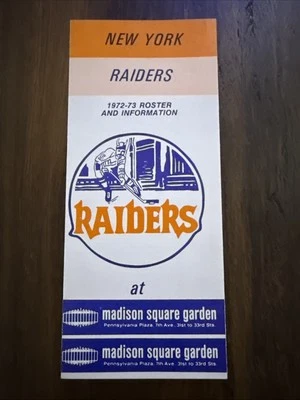 NEW YORK
RAIDERS
1972-73 ROSTER
AND INFORMATION
RAIDERS
at
madison square garden
Pennsylvania Plaza, 7th Ave., 31st to 33rd Sts.
madison square garden
Pennsylvania Plaza, 7th Ave., 31st to 33rd Sts.